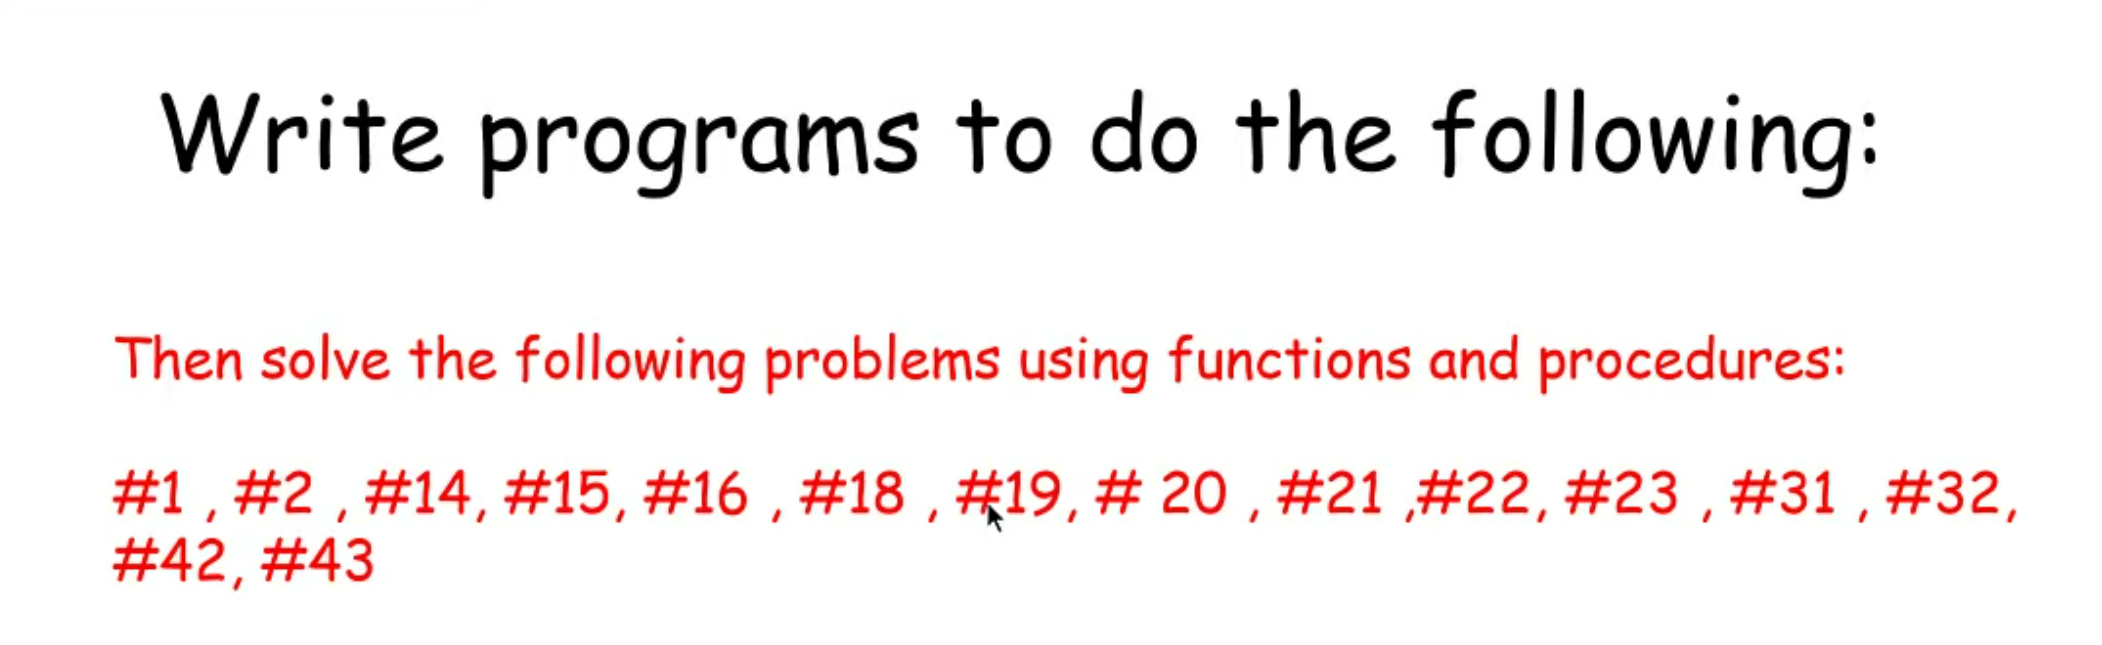 Write programs to do the following:
Then solve the following problems using functions and procedures:
#1 , #2 , #14, #15, #16 , #18 , #19, # 20 , #21 ,#22, #23 , #31 , #32,
#42, #43